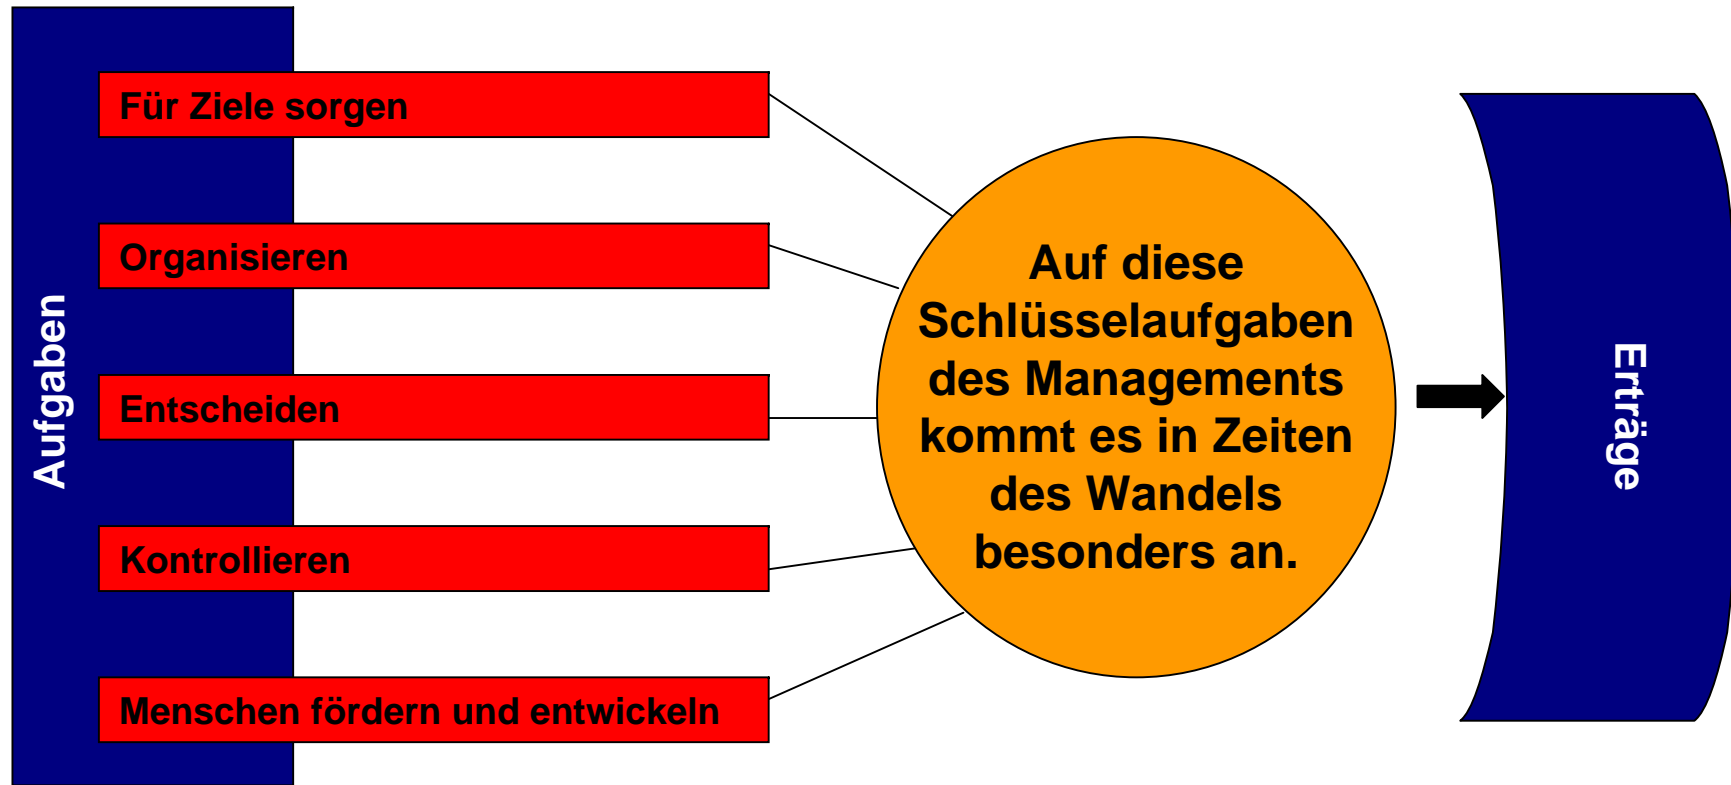 Aufgaben
Für Ziele sorgen
Organisieren
Entscheiden
Kontrollieren
Menschen fördern und entwickeln
Auf diese
Schlüsselaufgaben
des Managements
kommt es in Zeiten
des Wandels
besonders an.
Erträge